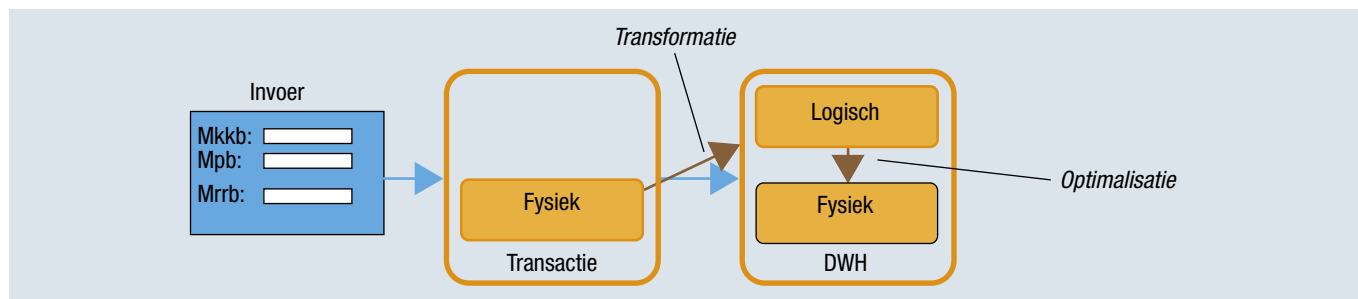 Transformatie
Invoer
Mkkb:
Mpb:
Mrrb:
Fysiek
Transactie
Logisch
Fysiek
DWH
Optimalisatie